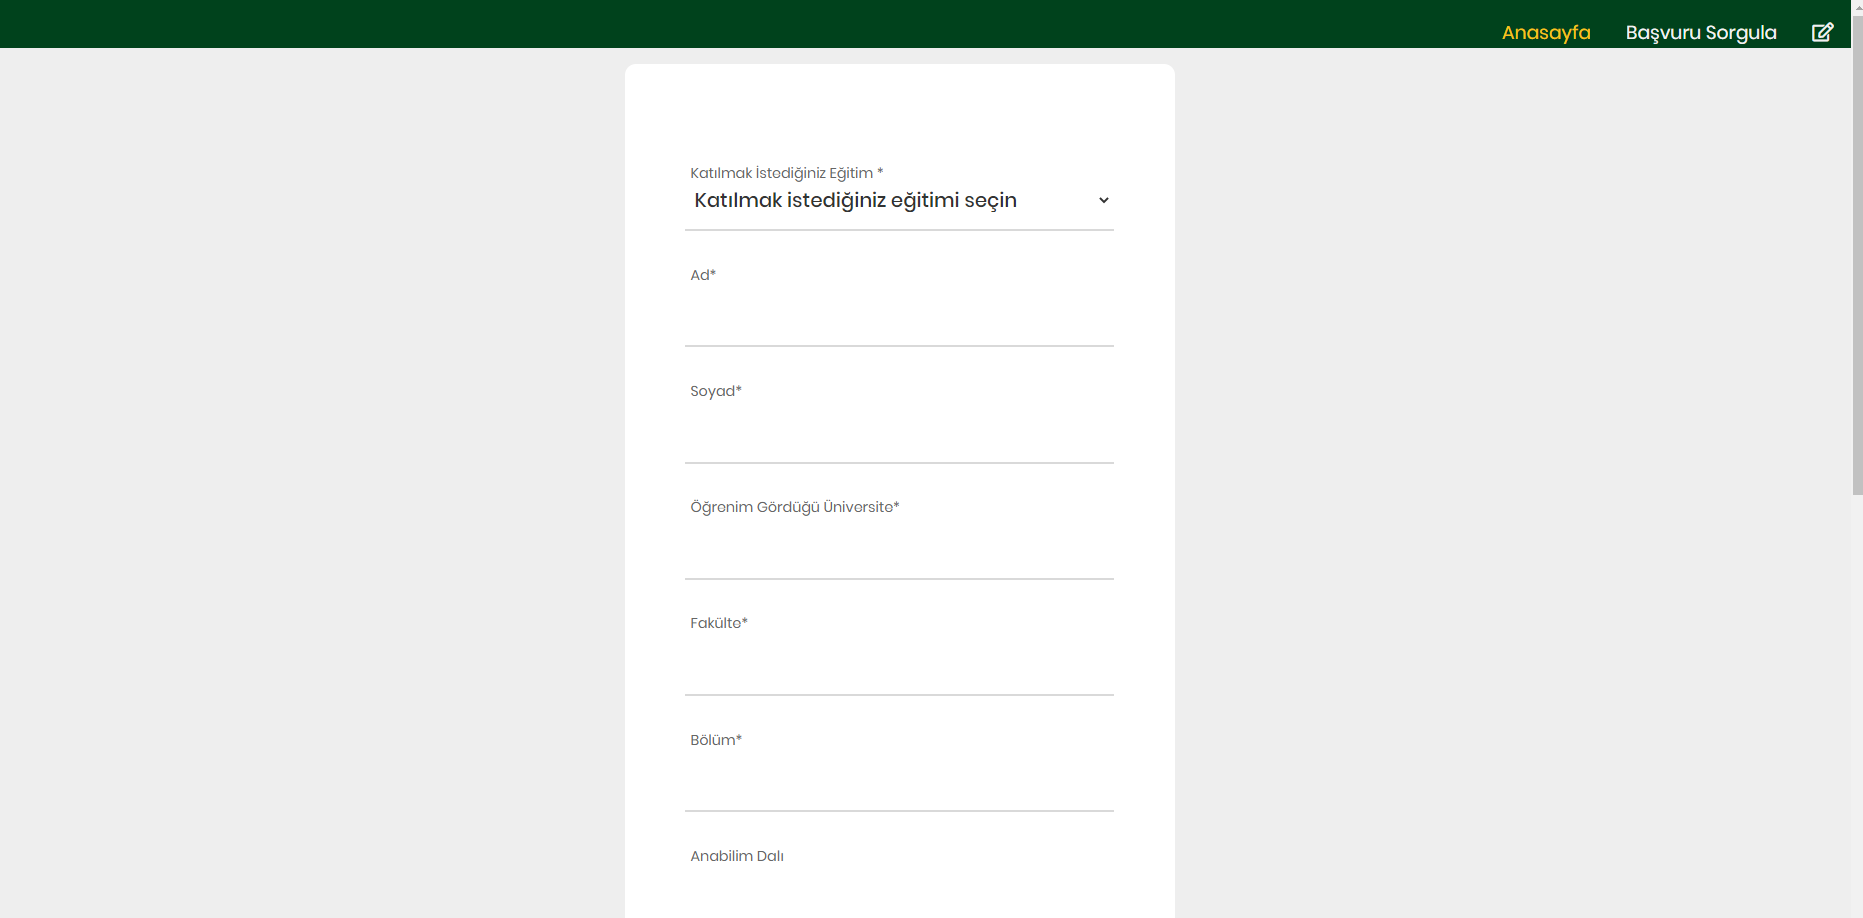 Anasayfa Başvuru Sorgula
Katılmak İstediğiniz Eğitim *
Katılmak istediğiniz eğitimi seçin
Ad*
Soyad*
Öğrenim Gördüğü Üniversite*
Fakülte*
Bölüm*
Anabilim Dalı